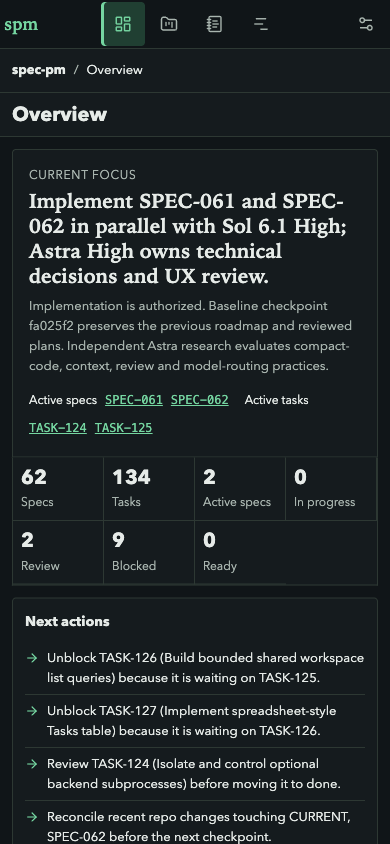 spm
spec-pm / Overview
Overview
CURRENT FOCUS
Implement SPEC-061 and SPEC-
062 in parallel with Sol 6.1 High;
Astra High owns technical
decisions and UX review.
Implementation is authorized. Baseline checkpoint
fa025f2 preserves the previous roadmap and reviewed
plans. Independent Astra research evaluates compact-
code, context, review and model-routing practices.
Active specs SPEC-061 SPEC-062 Active tasks
TASK-124 TASK-125
62 134 2 0
Specs Tasks Active specs In progress
2 9 0
Review Blocked Ready
Next actions
→ Unblock TASK-126 (Build bounded shared workspace
list queries) because it is waiting on TASK-125.
→ Unblock TASK-127 (Implement spreadsheet-style
Tasks table) because it is waiting on TASK-126.
→ Review TASK-124 (Isolate and control optional
backend subprocesses) before moving it to done.
→ Reconcile recent repo changes touching CURRENT,
SPEC-062 before the next checkpoint.